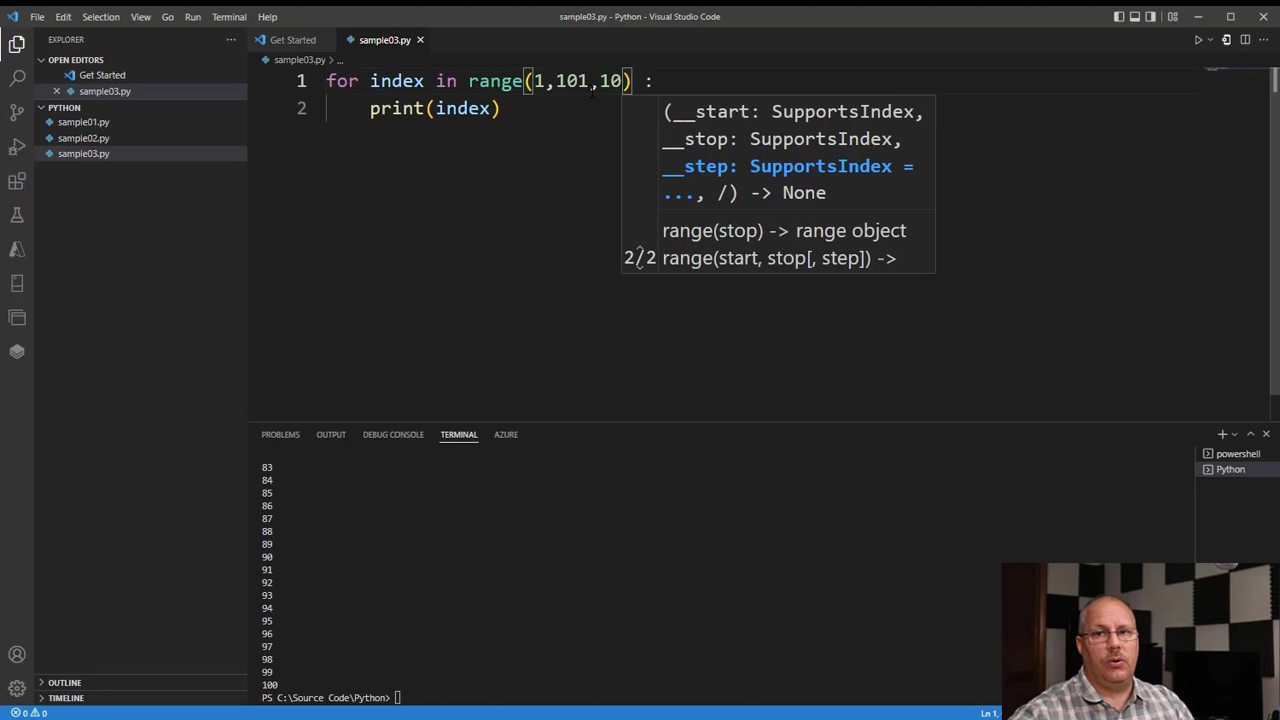 File Edit Selection View Go Run Terminal Help
sample03.py - Python - Visual Studio Code
EXPLORER
OPEN EDITORS
Get Started
sample03.py
PYTHON
sample01.py
sample02.py
sample03.py
OUTLINE
TIMELINE
Get Started
sample03.py
sample03.py > ...
1 for index in range(1,101,10) :
2 print(index)
(__start: SupportsIndex,
__stop: SupportsIndex,
__step: SupportsIndex =
..., /) -> None
range(stop) -> range object
2/2 range(start, stop[, step]) ->
PROBLEMS OUTPUT DEBUG CONSOLE TERMINAL AZURE
83
84
85
86
87
88
89
90
91
92
93
94
95
96
97
98
99
100
PS C:\Source Code\Python>
powershell
Python
0 0
Ln 1,